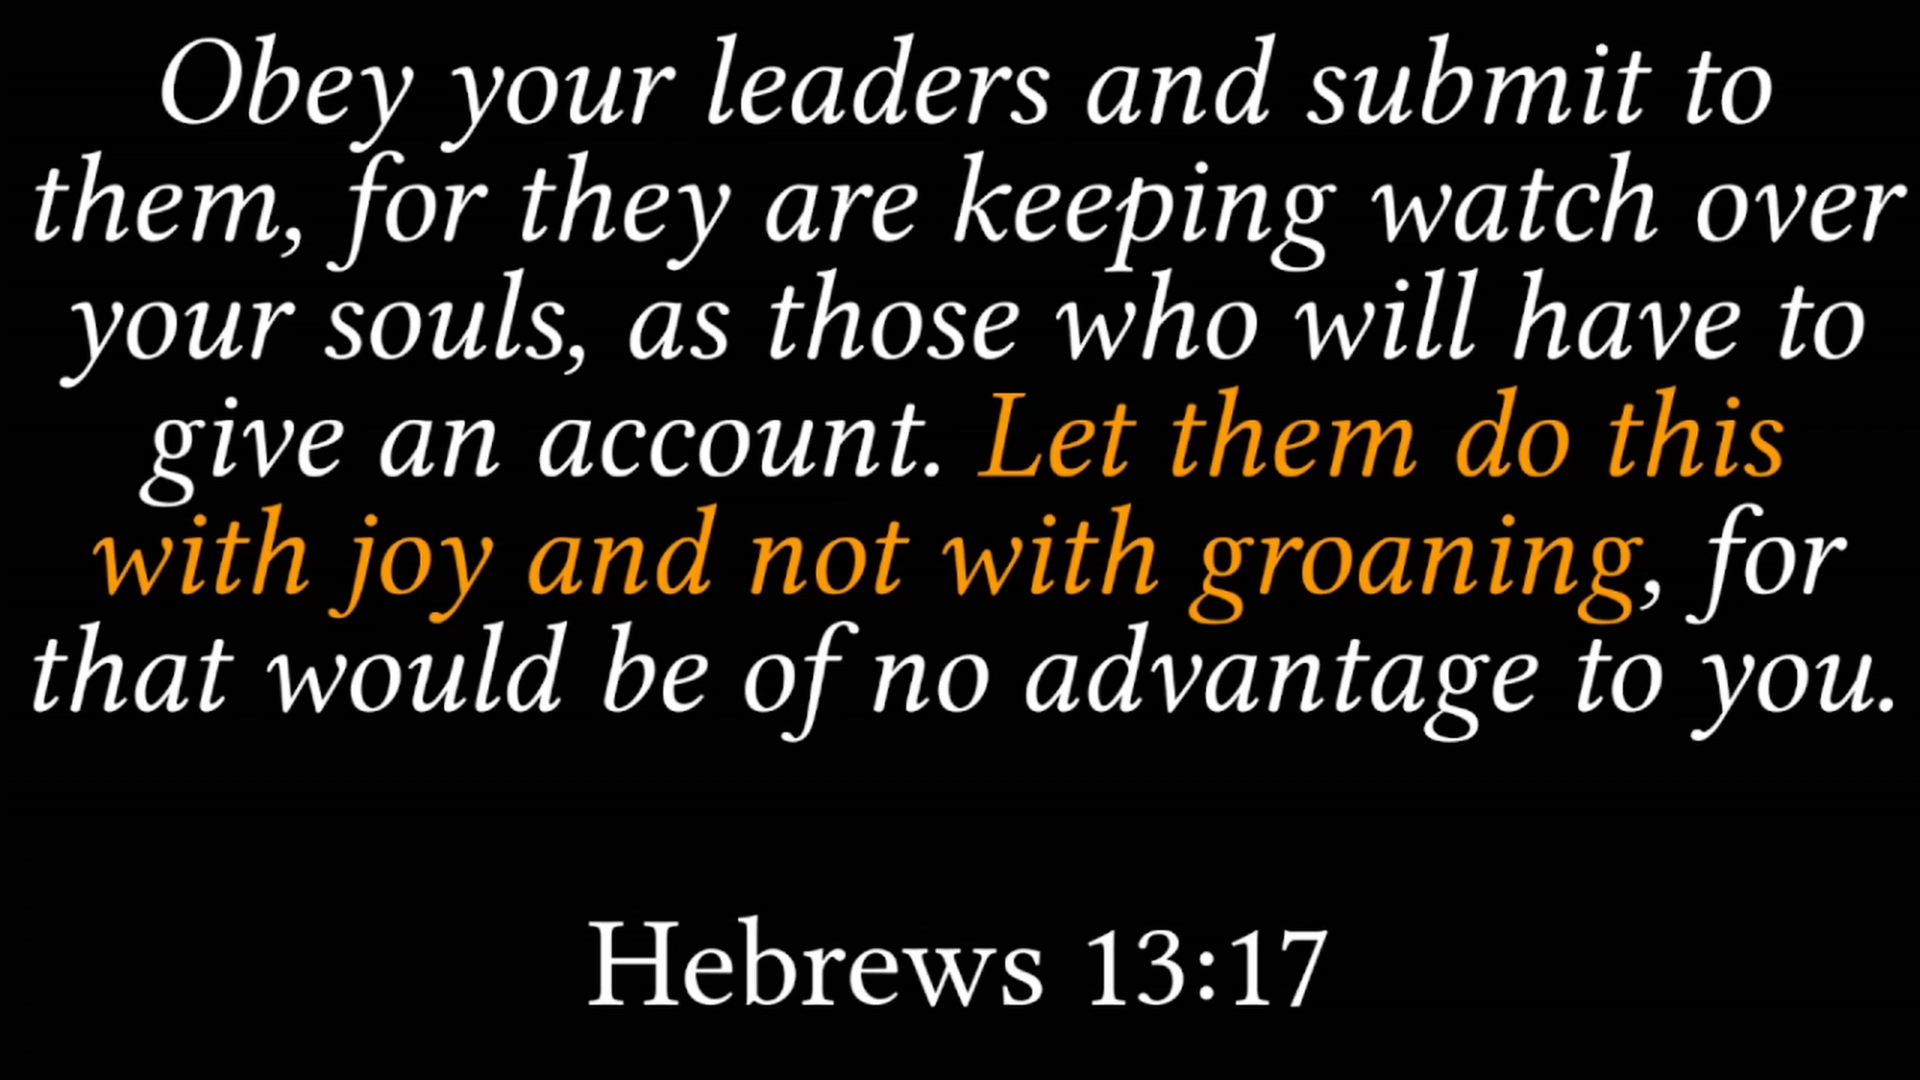 Obey your leaders and submit to
them, for they are keeping watch over
your souls, as those who will have to
give an account. Let them do this
with joy and not with groaning, for
that would be of no advantage to you.
Hebrews 13:17